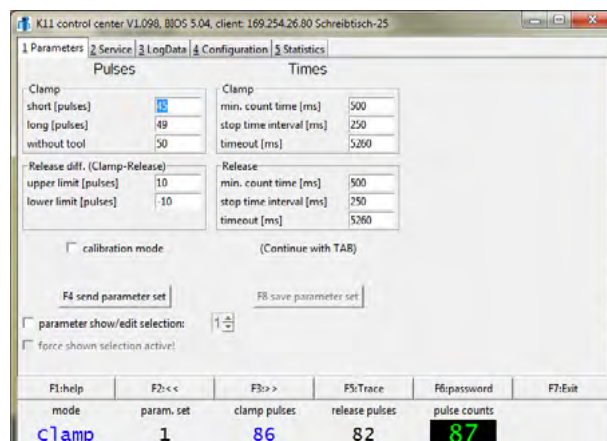 K11 control center V1.098, BIOS 5.04, client: 169.254.26.80 Schreibtisch-25
1 Parameters 2 Service 3 LogData 4 Configuration 5 Statistics
Pulses Times
Clamp Clamp
short [pulses] 45 min. count time [ms] 500
long [pulses] 49 stop time interval [ms] 250
without tool 50 timeout [ms] 5260
Release diff. (Clamp-Release) Release
upper limit [pulses] 10 min. count time [ms] 500
lower limit [pulses] -10 stop time interval [ms] 250
timeout [ms] 5260
calibration mode (Continue with TAB)
F4 send parameter set F8 save parameter set
parameter show/edit selection: 1
force shown selection active!
F1:help F2:<< F3:>> F5:Trace F6:password F7:Exit
mode param. set clamp pulses release pulses pulse counts
Clamp 1 86 82 87